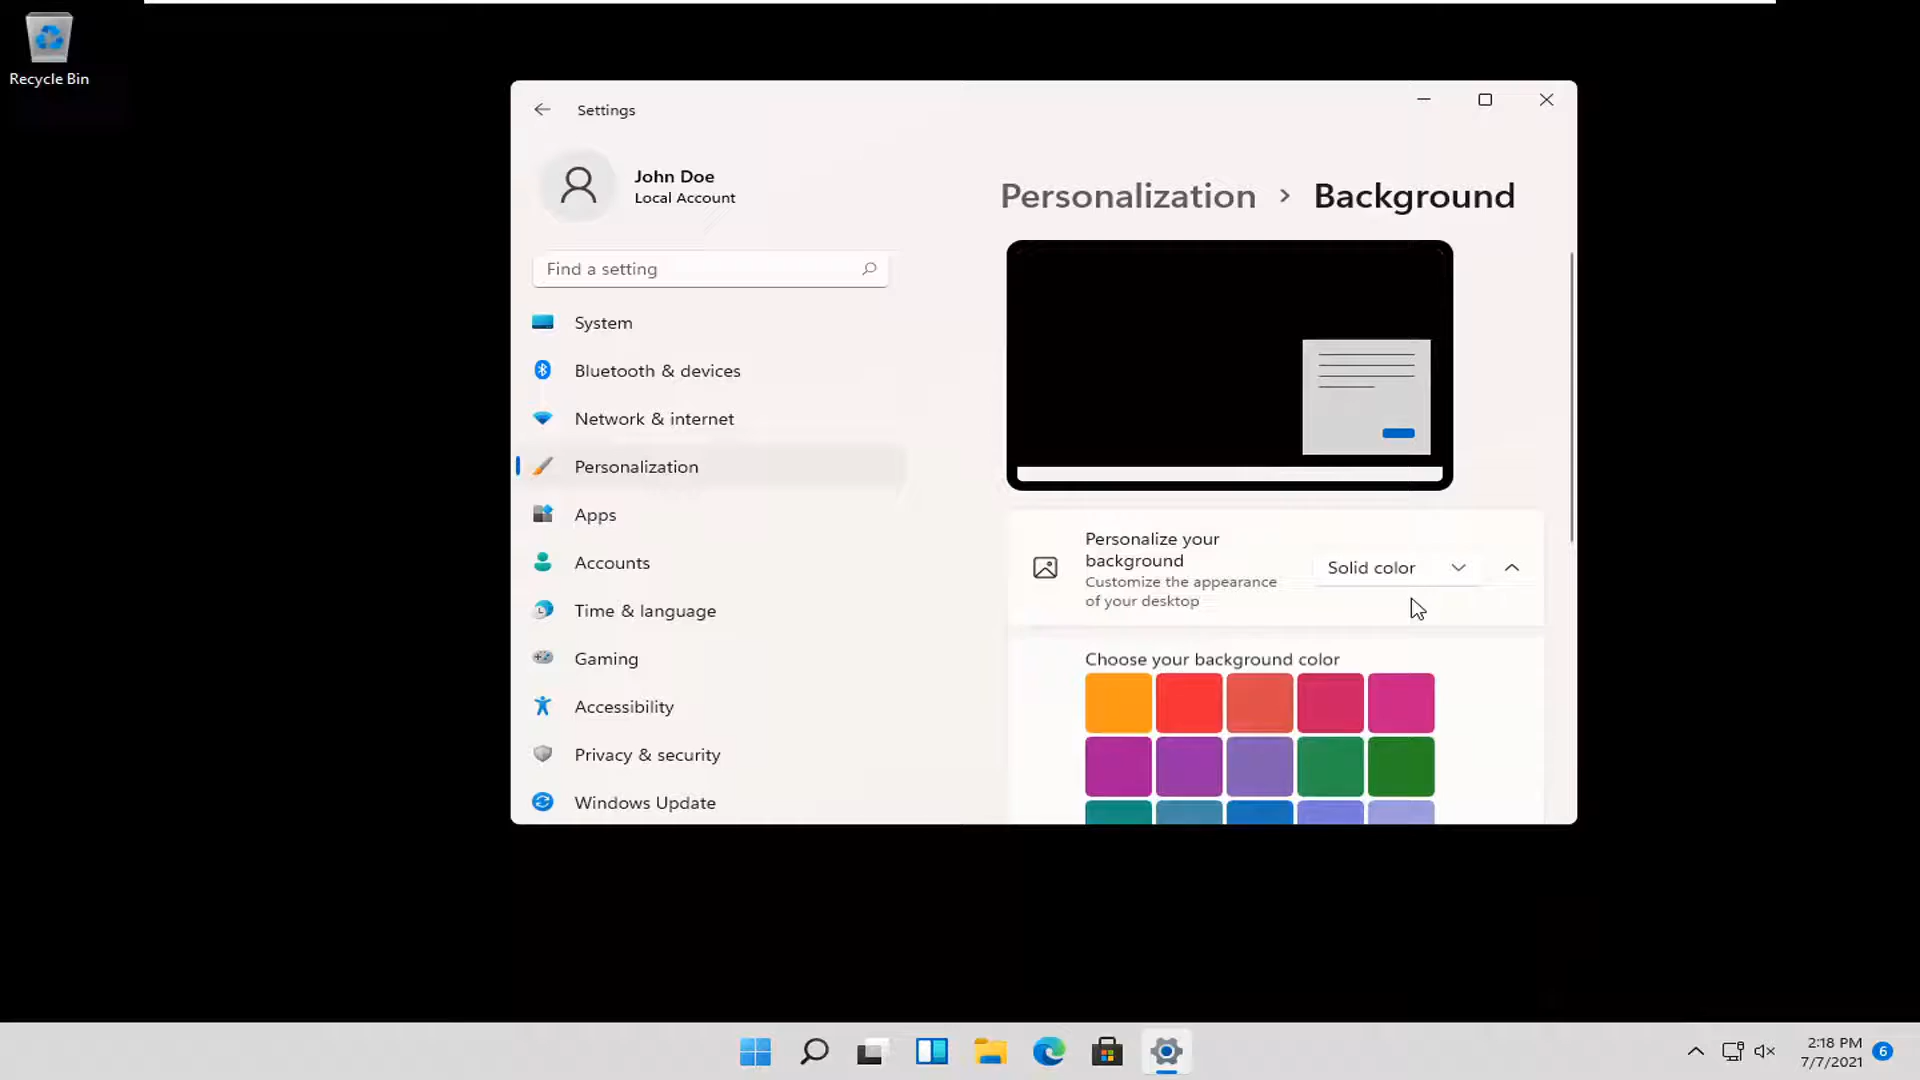 Recycle Bin
Settings
John Doe
Local Account
Find a setting
System
Bluetooth & devices
Network & internet
Personalization
Apps
Accounts
Time & language
Gaming
Accessibility
Privacy & security
Windows Update
Personalization > Background
Personalize your
background
Customize the appearance
of your desktop
Solid color
Choose your background color
2:18 PM
7/7/2021
6